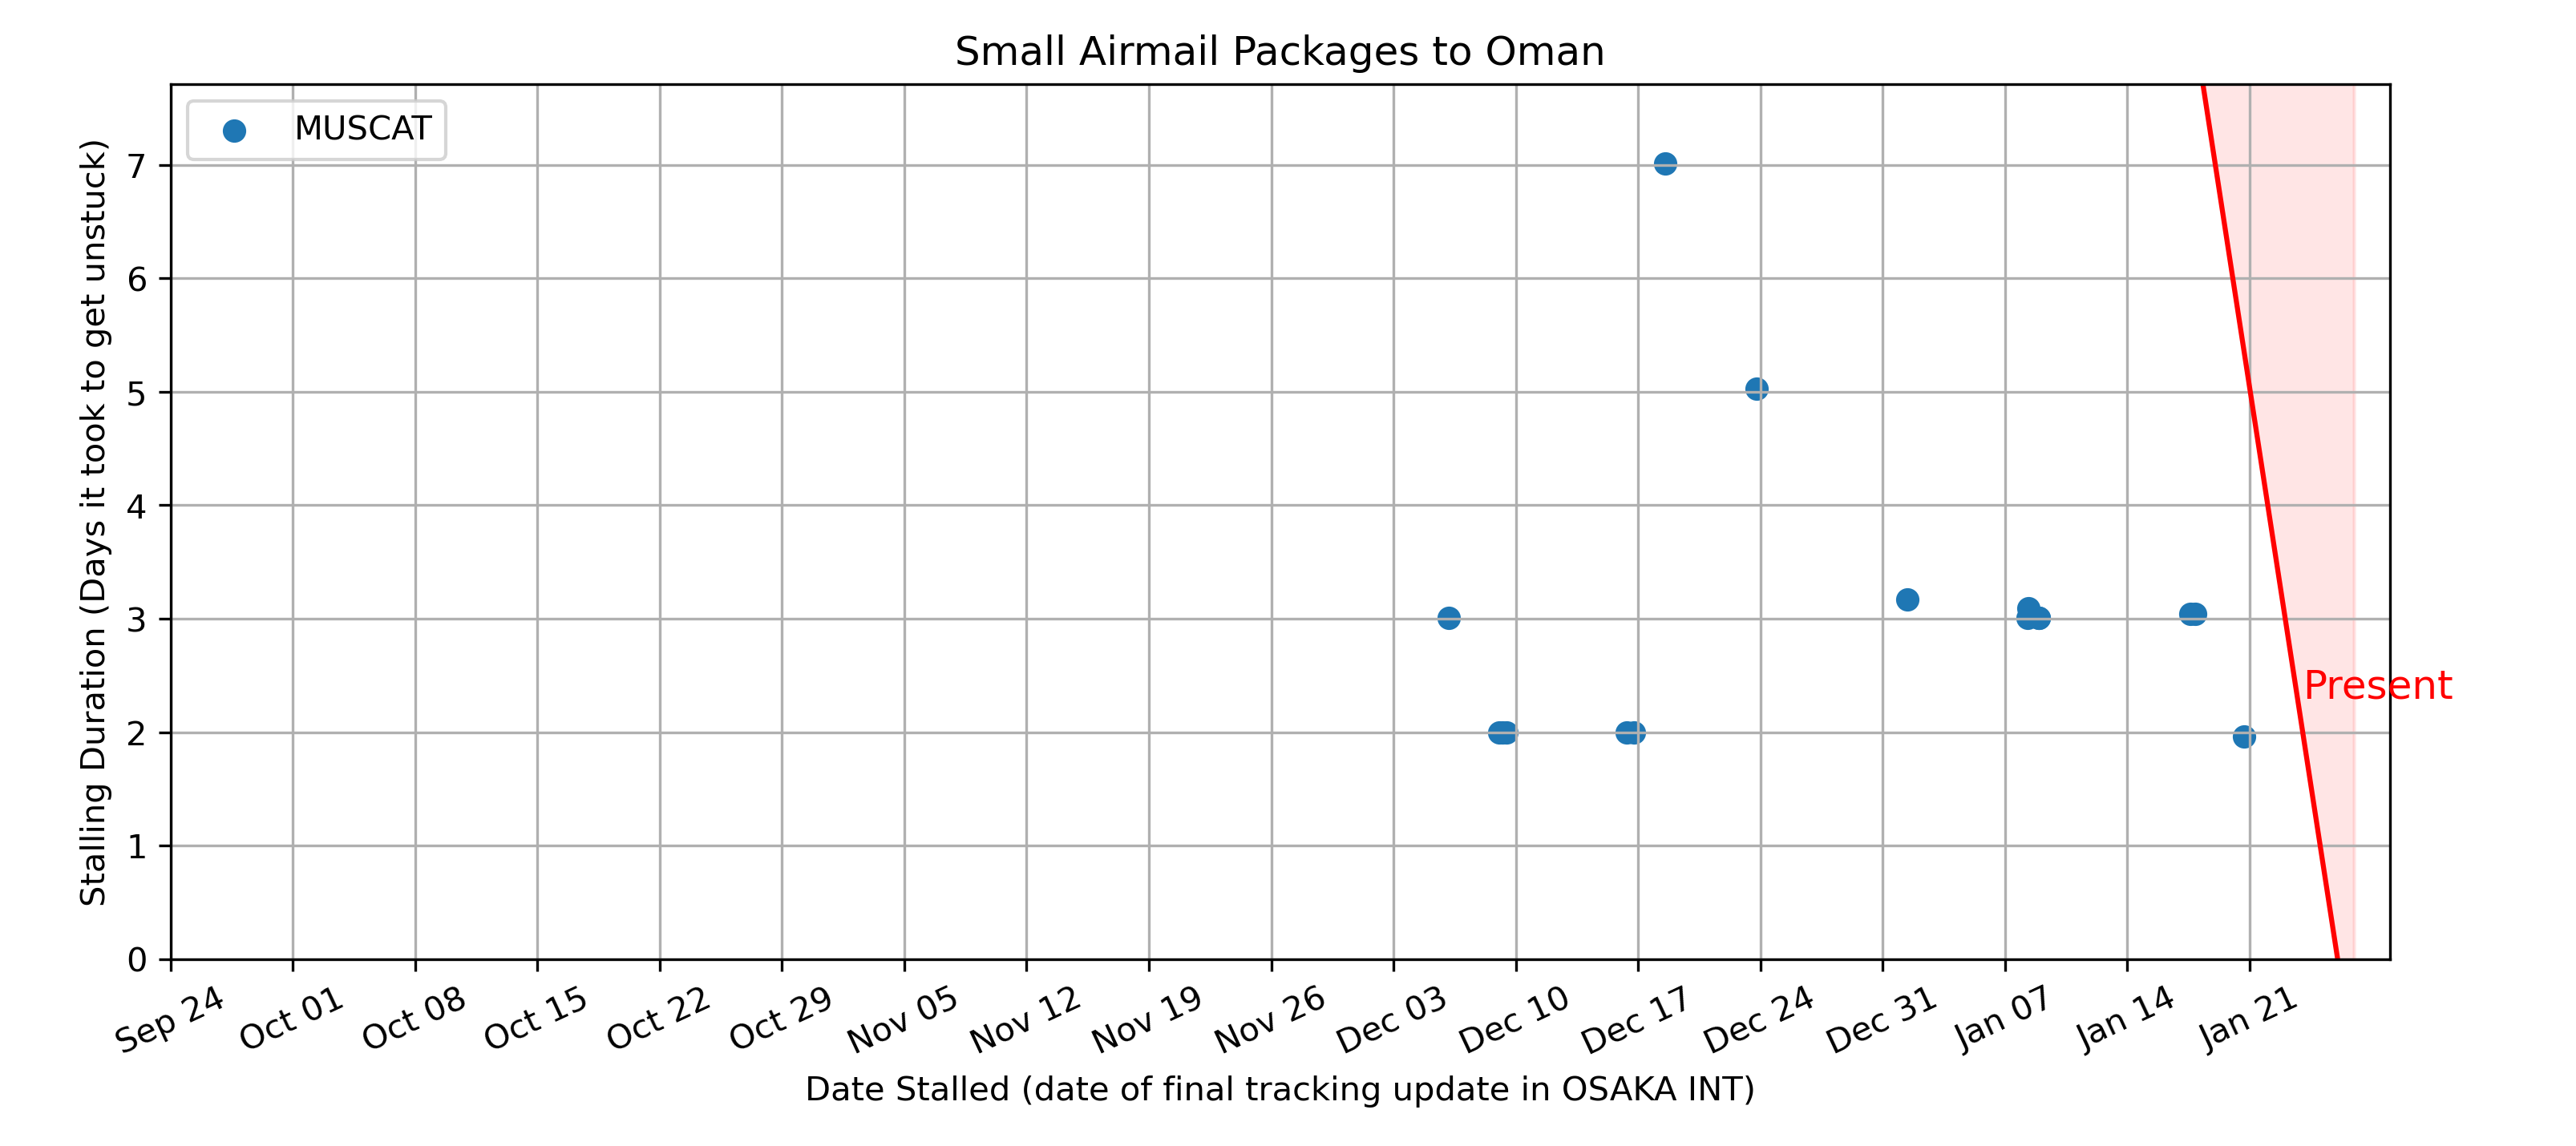 Small Airmail Packages to Oman
MUSCAT
Stalling Duration (Days it took to get unstuck)
7
6
5
4
3
2
1
0
Present
Sep 24 Oct 01 Oct 08 Oct 15 Oct 22 Oct 29 Nov 05 Nov 12 Nov 19 Nov 26 Dec 03 Dec 10 Dec 17 Dec 24 Dec 31 Jan 07 Jan 14 Jan 21
Date Stalled (date of final tracking update in OSAKA INT)